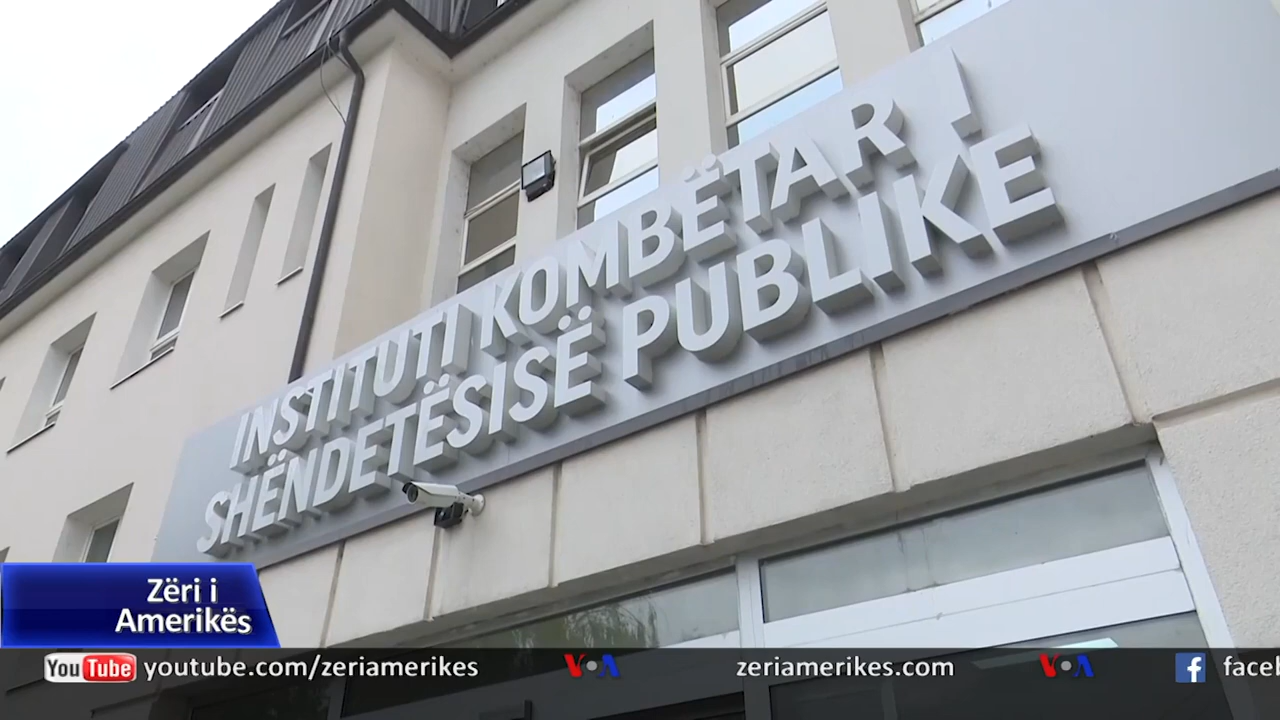 INSTITUTI KOMBËTAR I
SHËNDETËSISË PUBLIKE
Zëri i
Amerikës
YouTube youtube.com/zeriamerikes VOA zeriamerikes.com VOA f faceb